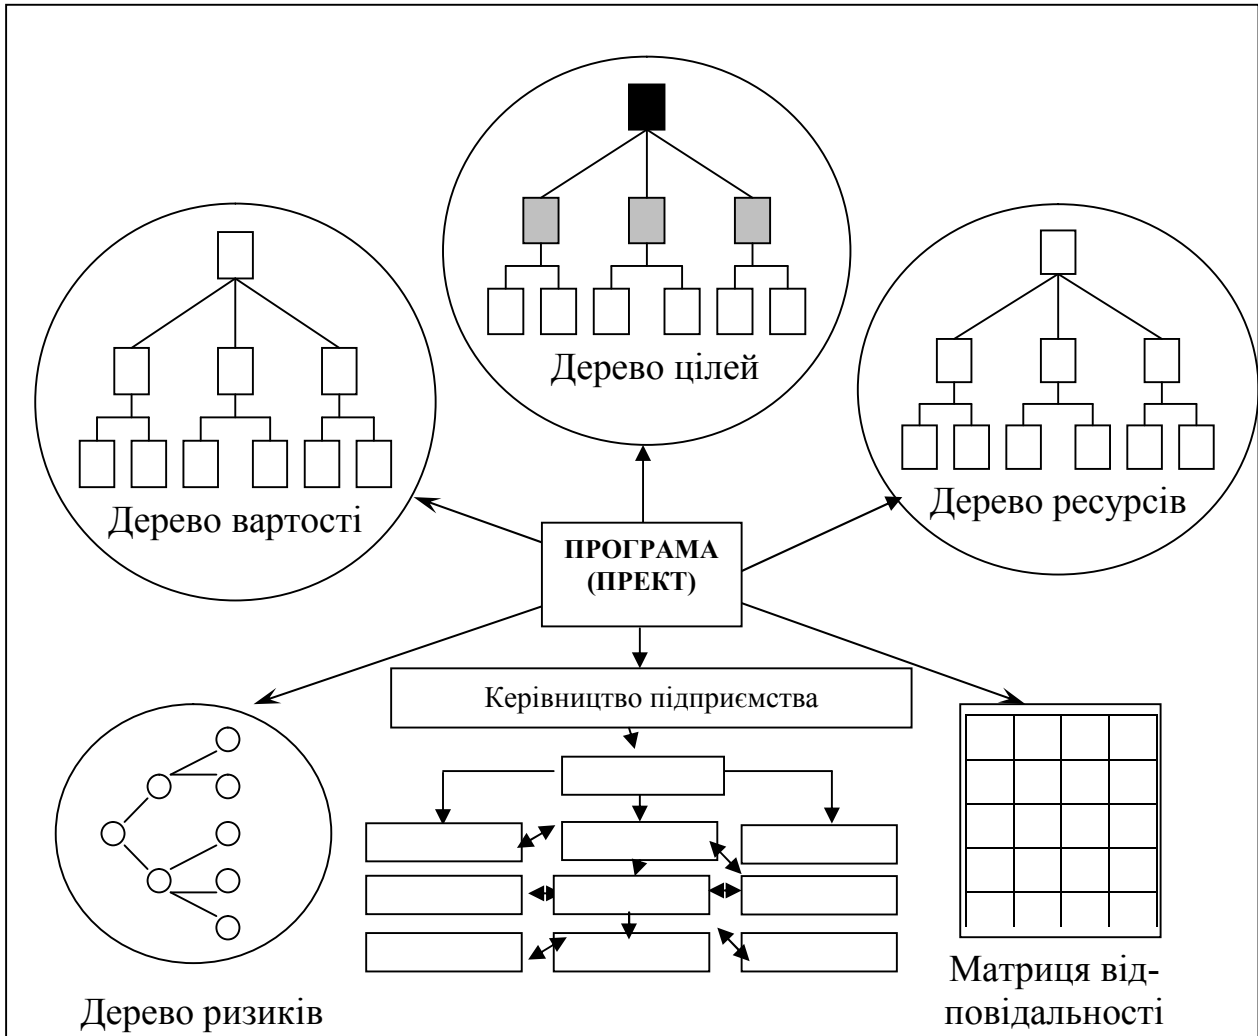 Дерево цілей
Дерево вартості
Дерево ресурсів
ПРОГРАМА
(ПРЕКТ)
Керівництво підприємства
Дерево ризиків
Матриця від-
повідальності